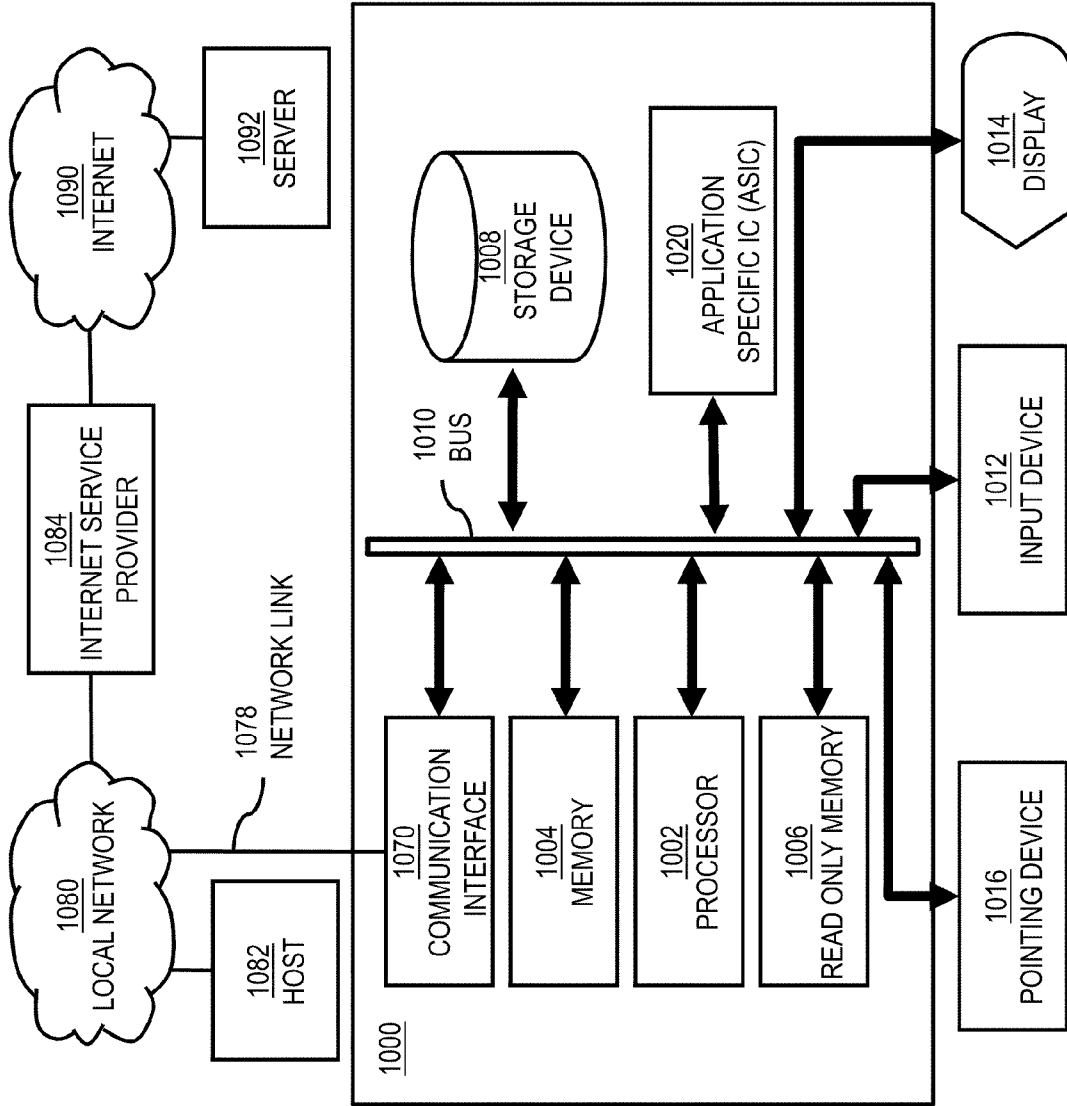 1080
LOCAL NETWORK
1084
INTERNET SERVICE
PROVIDER
1090
INTERNET
1082
HOST
1078
NETWORK LINK
1092
SERVER
1000
1070
COMMUNICATION
INTERFACE
1004
MEMORY
1002
PROCESSOR
1006
READ ONLY MEMORY
1010
BUS
1008
STORAGE
DEVICE
1020
APPLICATION
SPECIFIC IC (ASIC)
1016
POINTING DEVICE
1012
INPUT DEVICE
1014
DISPLAY